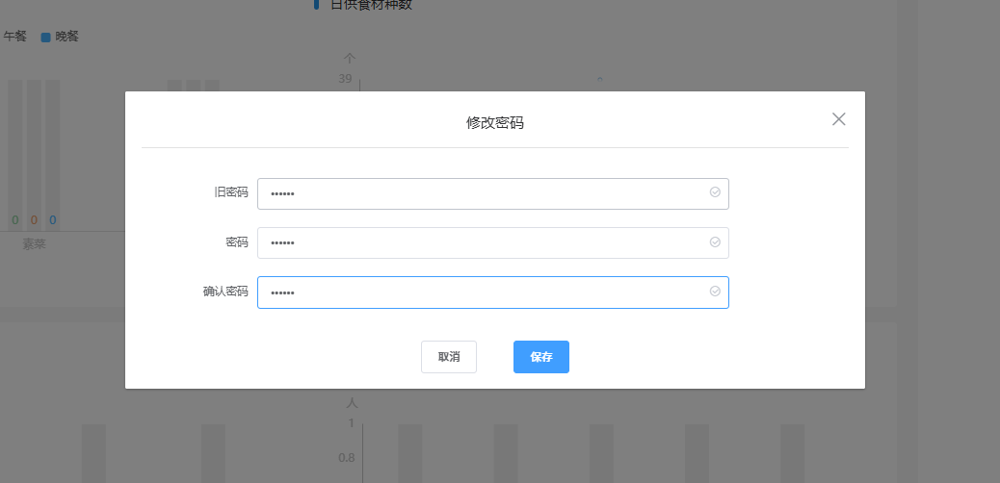 日供食材种数
午餐 晚餐
个
39
修改密码
旧密码 ••••••
密码 ••••••
0 0 0
素菜
确认密码 ••••••
取消 保存
人
1
0.8